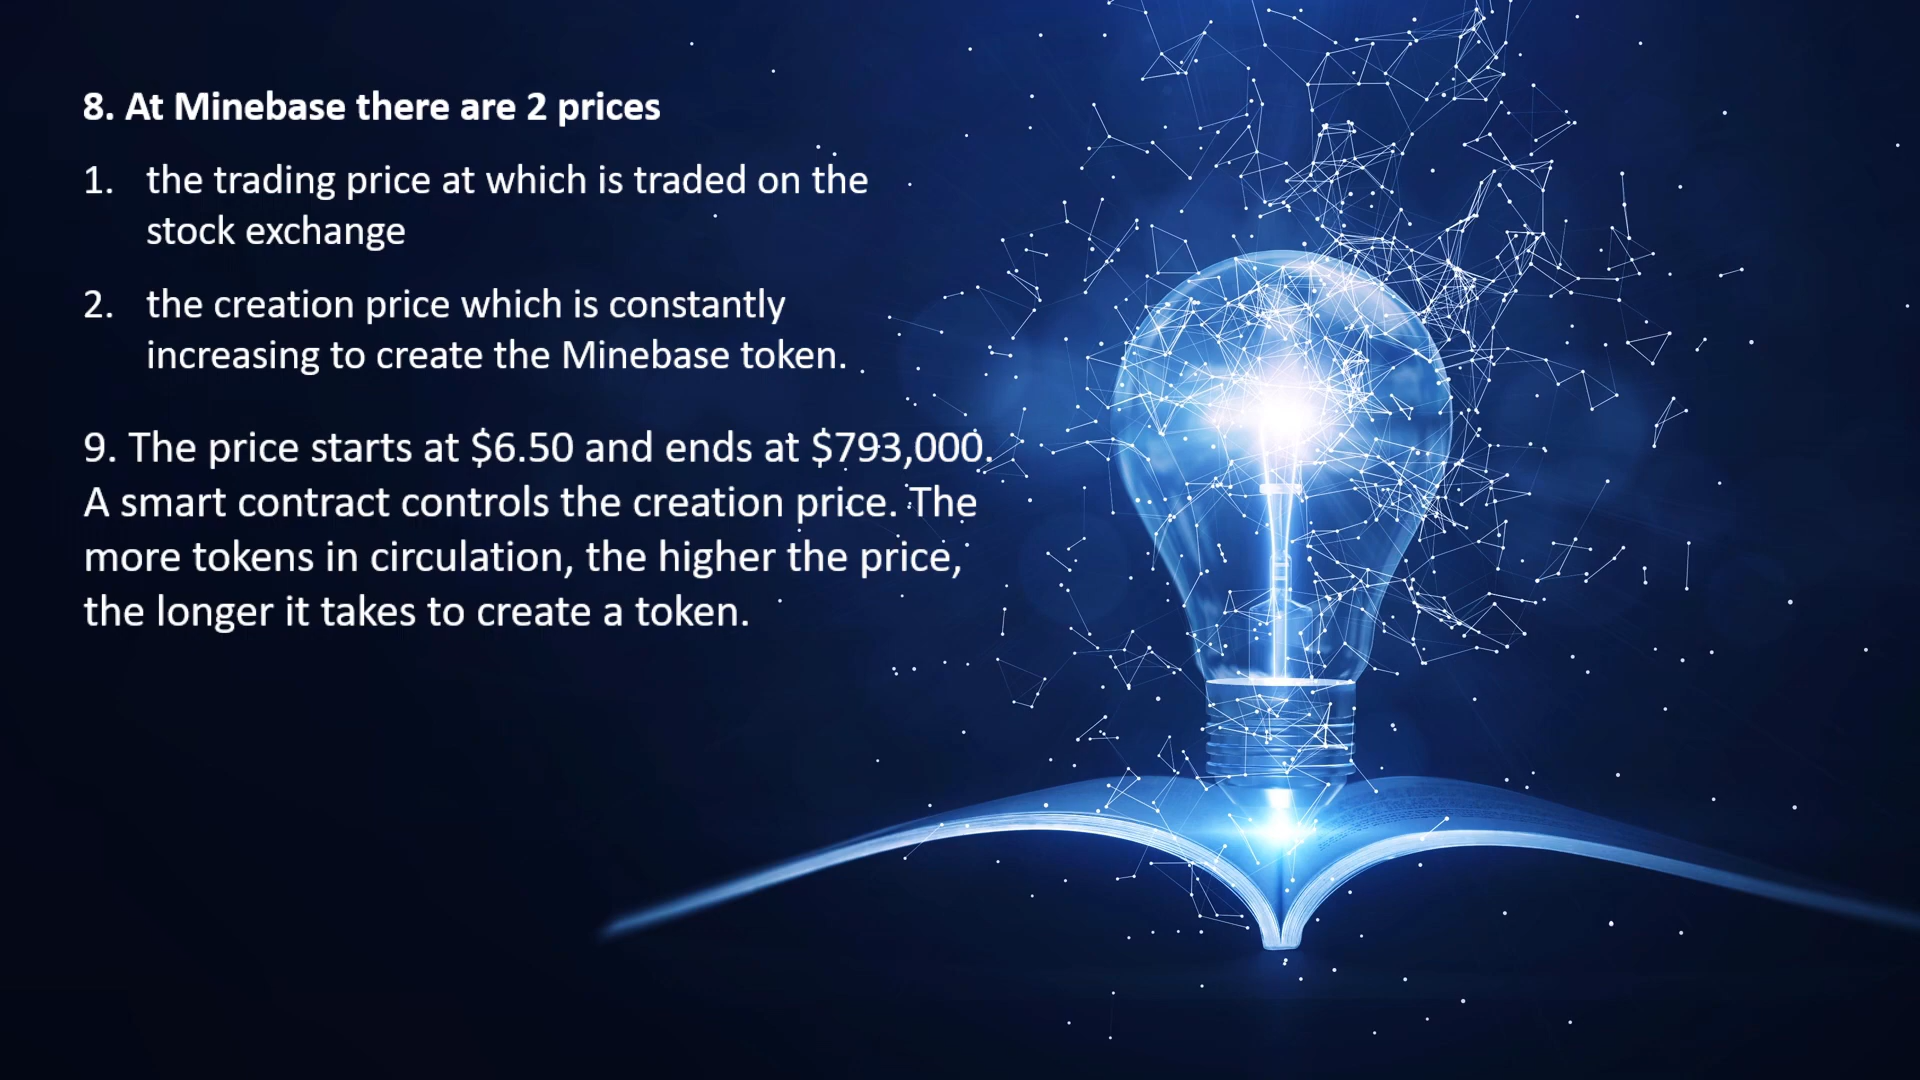 8. At Minebase there are 2 prices
1. the trading price at which is traded on the
stock exchange
2. the creation price which is constantly
increasing to create the Minebase token.
9. The price starts at $6.50 and ends at $793,000.
A smart contract controls the creation price. The
more tokens in circulation, the higher the price,
the longer it takes to create a token.